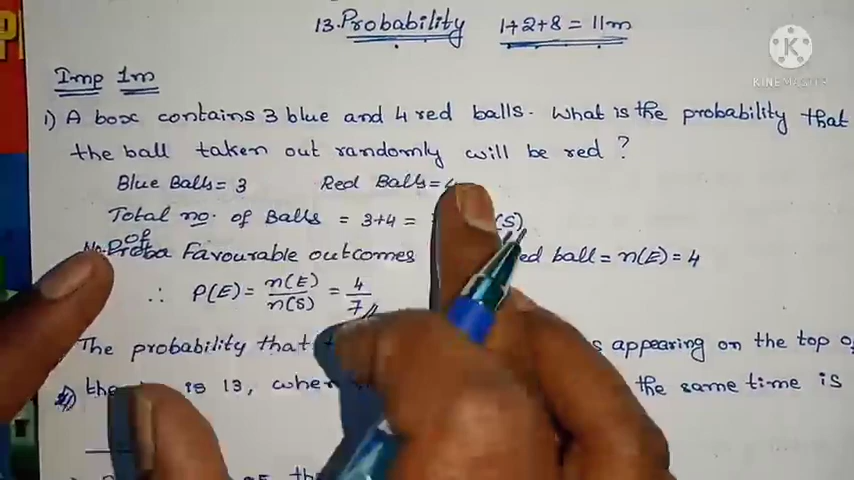 13. Probability 1+2+8 = 11m
KINEMASTER
Imp 1m
1) A box contains 3 blue and 4 red balls. What is the probability that
the ball taken out randomly will be red ?
Blue Balls = 3 Red Balls =
Total no. of Balls = 3+4 = (S)
No. of Favourable outcomes ed ball = n(E) = 4
∴ P(E) = n(E)/n(S) = 4/7
The probability that appearing on the top of
the is 13, the same time is